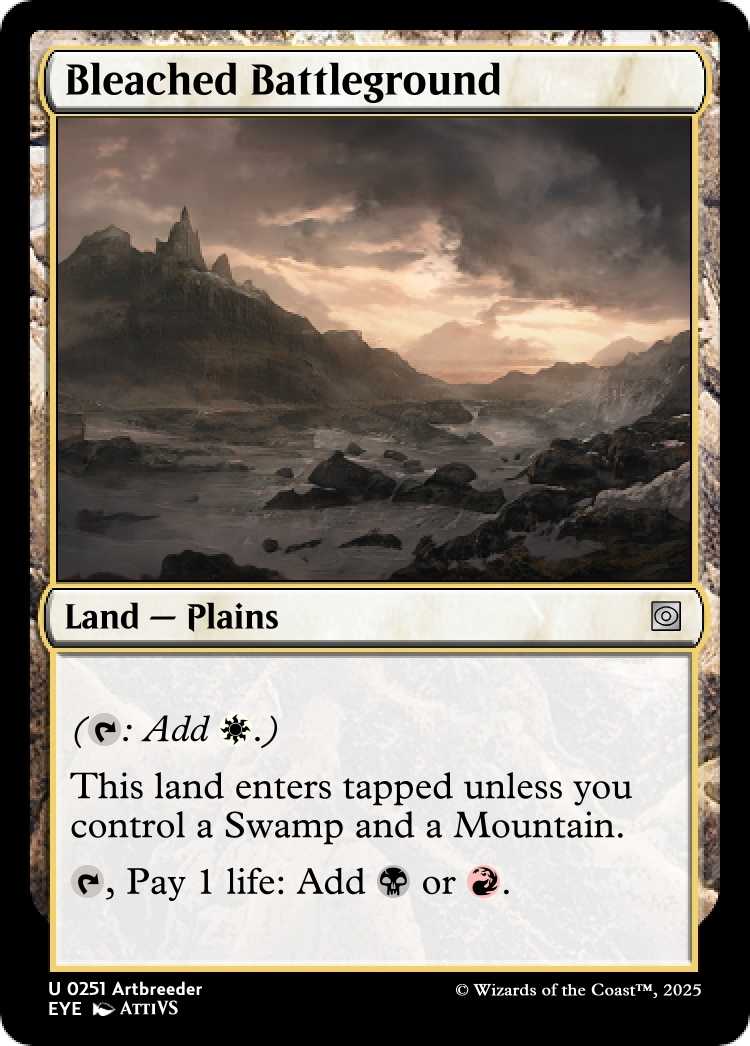 Bleached Battleground
Land — Plains
(: Add .)
This land enters tapped unless you
control a Swamp and a Mountain.
, Pay 1 life: Add or .
U 0251 Artbreeder
EYE AttiVS
© Wizards of the Coast™, 2025